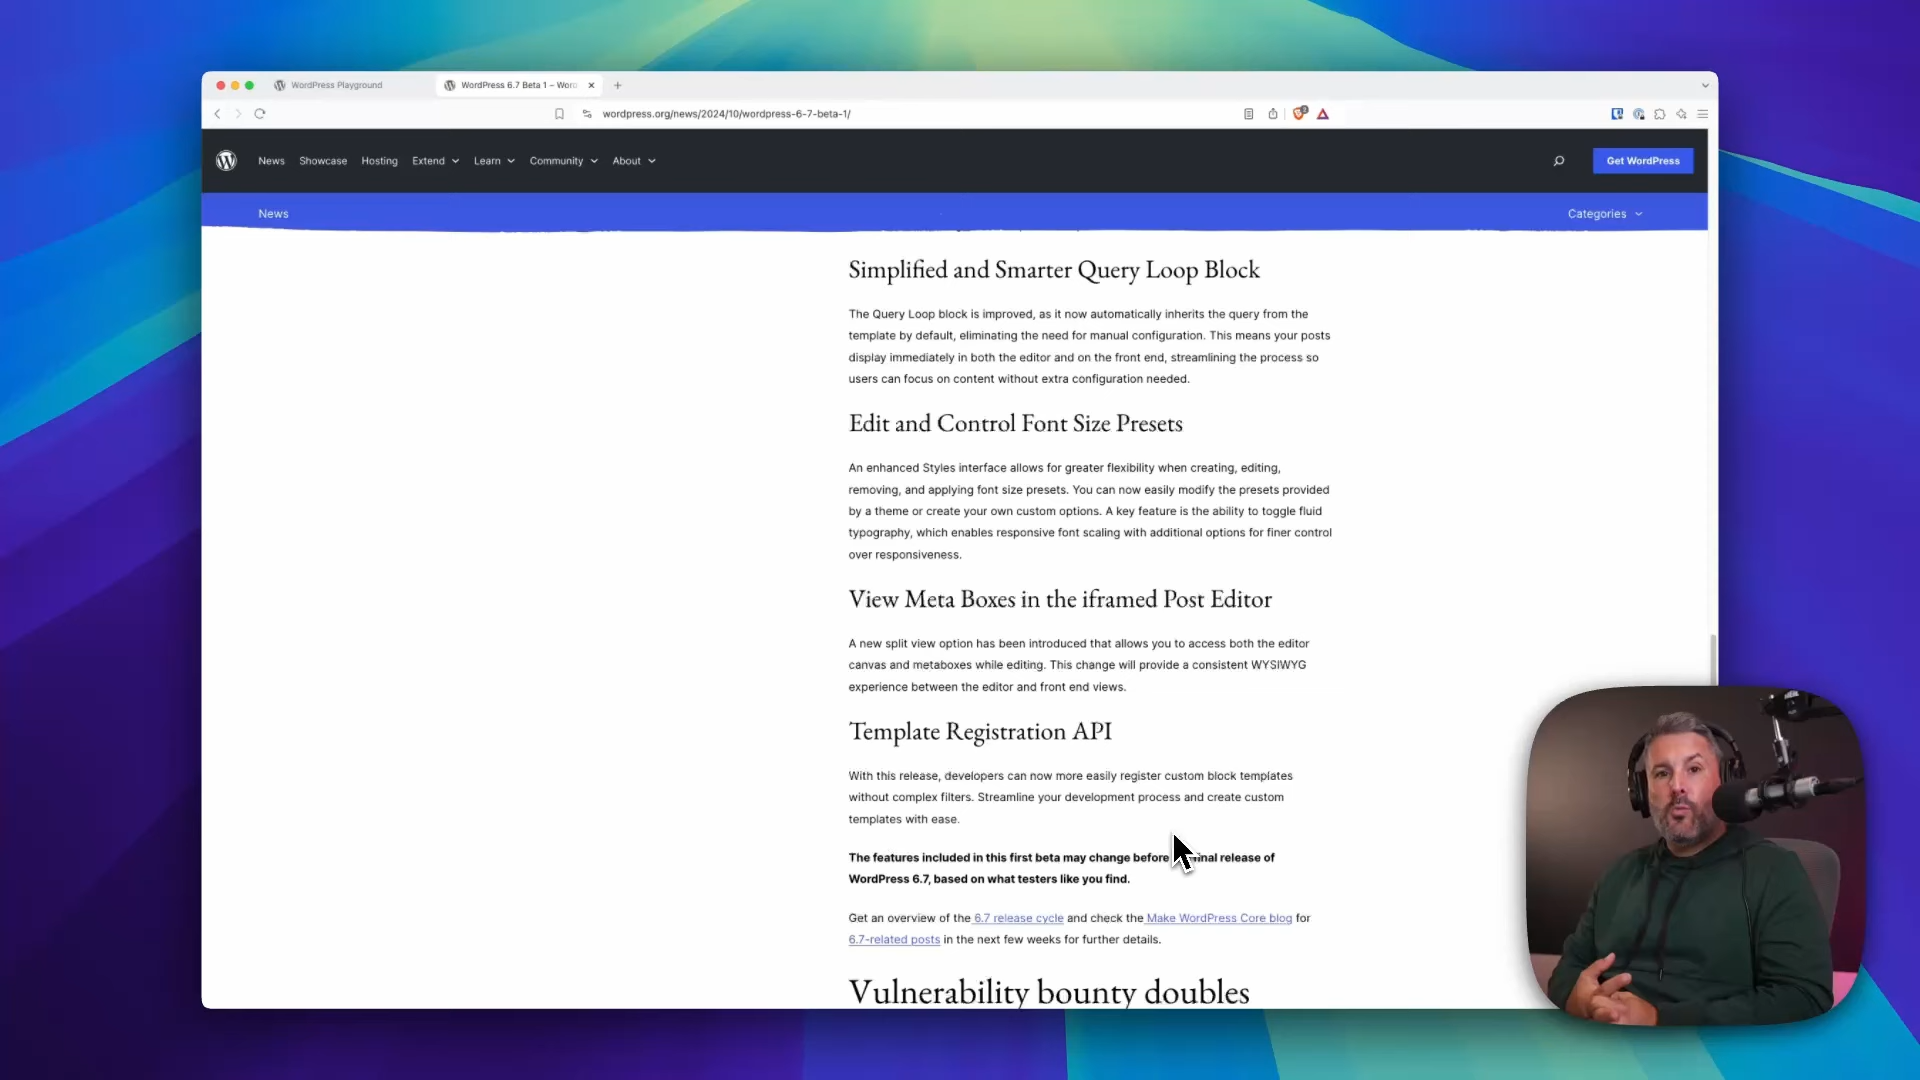 WordPress Playground
WordPress 6.7 Beta 1 – Word
wordpress.org/news/2024/10/wordpress-6-7-beta-1/
News Showcase Hosting Extend Learn Community About
Get WordPress
News
Categories
Simplified and Smarter Query Loop Block
The Query Loop block is improved, as it now automatically inherits the query from the
template by default, eliminating the need for manual configuration. This means your posts
display immediately in both the editor and on the front end, streamlining the process so
users can focus on content without extra configuration needed.
Edit and Control Font Size Presets
An enhanced Styles interface allows for greater flexibility when creating, editing,
removing, and applying font size presets. You can now easily modify the presets provided
by a theme or create your own custom options. A key feature is the ability to toggle fluid
typography, which enables responsive font scaling with additional options for finer control
over responsiveness.
View Meta Boxes in the iframed Post Editor
A new split view option has been introduced that allows you to access both the editor
canvas and metaboxes while editing. This change will provide a consistent WYSIWYG
experience between the editor and front end views.
Template Registration API
With this release, developers can now more easily register custom block templates
without complex filters. Streamline your development process and create custom
templates with ease.
The features included in this first beta may change before final release of
WordPress 6.7, based on what testers like you find.
Get an overview of the 6.7 release cycle and check the Make WordPress Core blog for
6.7-related posts in the next few weeks for further details.
Vulnerability bounty doubles